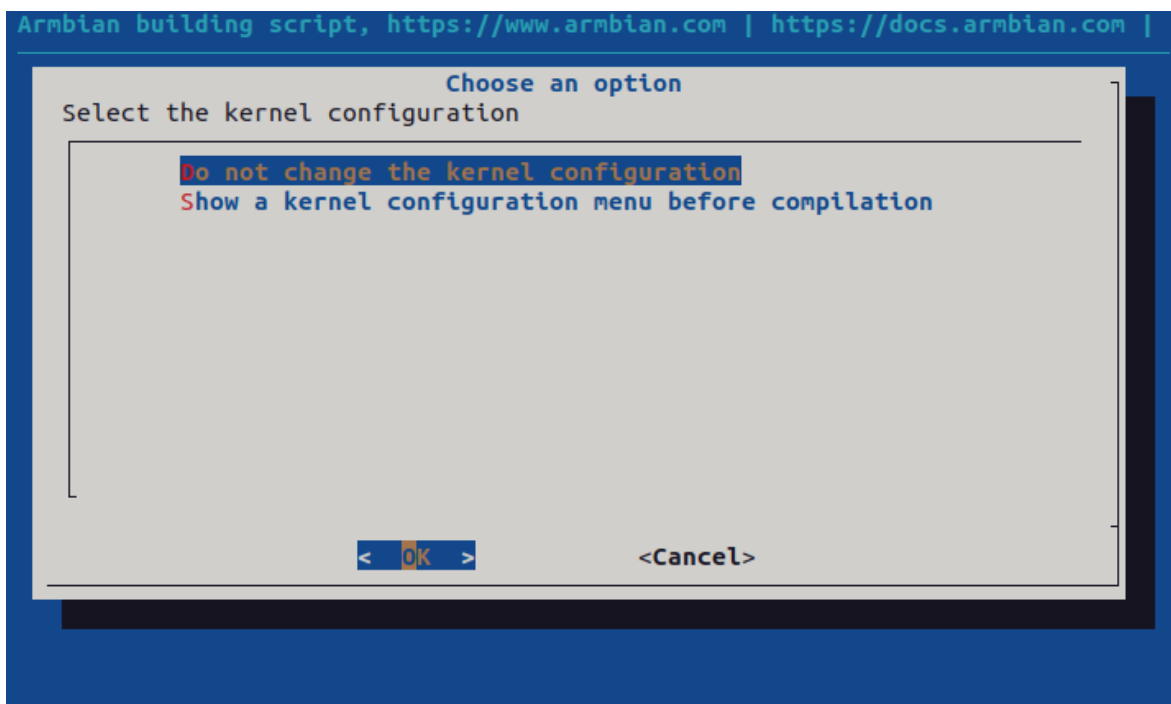 Armbian building script, https://www.armbian.com | https://docs.armbian.com |
Choose an option
Select the kernel configuration
Do not change the kernel configuration
Show a kernel configuration menu before compilation
< OK > <Cancel>